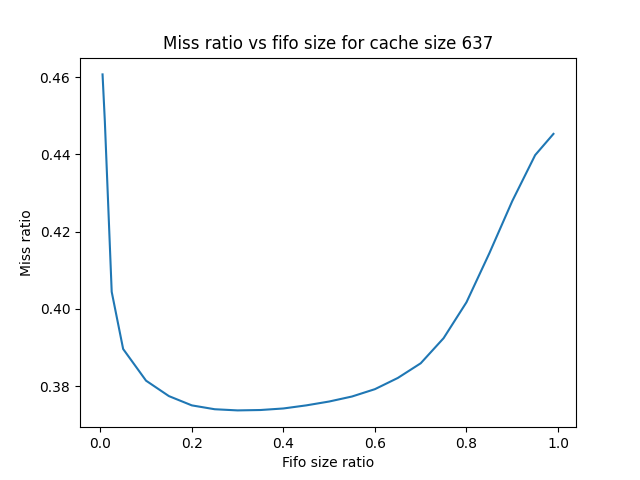 Miss ratio vs fifo size for cache size 637
0.46
0.44
0.42
0.40
0.38
Miss ratio
0.0 0.2 0.4 0.6 0.8 1.0
Fifo size ratio